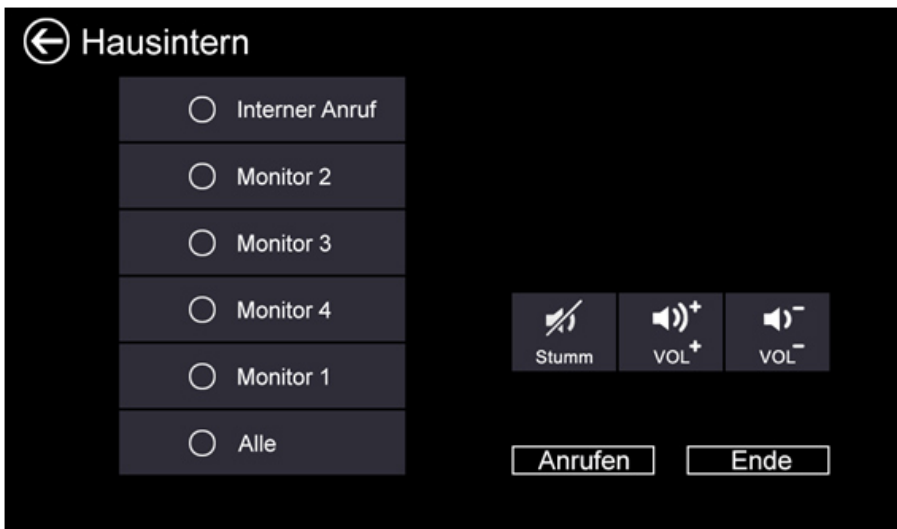 Hausintern
Interner Anruf
Monitor 2
Monitor 3
Monitor 4
Monitor 1
Alle
Stumm
VOL+
VOL-
Anrufen
Ende